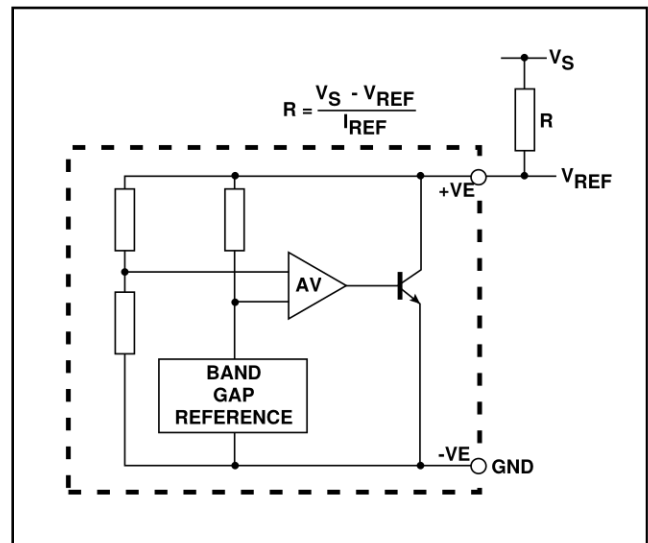 V_S
R = (V_S - V_REF) / I_REF
R
+VE
V_REF
AV
BAND
GAP
REFERENCE
-VE
GND